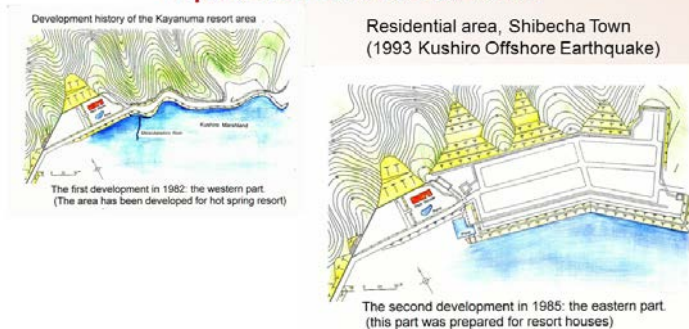 Development history of the Kayanuma resort area
Residential area, Shibecha Town
(1993 Kushiro Offshore Earthquake)
Kushiro Marshland
The first development in 1982: the western part.
(The area has been developed for hot spring resort)
The second development in 1985: the eastern part.
(this part was prepared for resort houses)